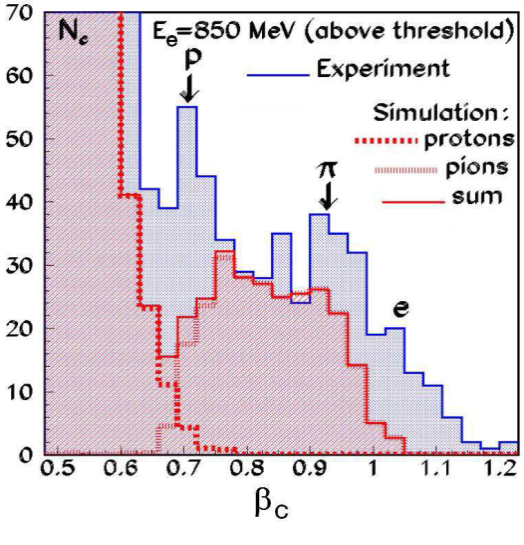 70
60
50
40
30
20
10
0
N_c
E_e=850 MeV (above threshold)
p
Experiment
Simulation:
protons
pions
sum
π
e
0.5 0.6 0.7 0.8 0.9 1 1.1 1.2
β_C